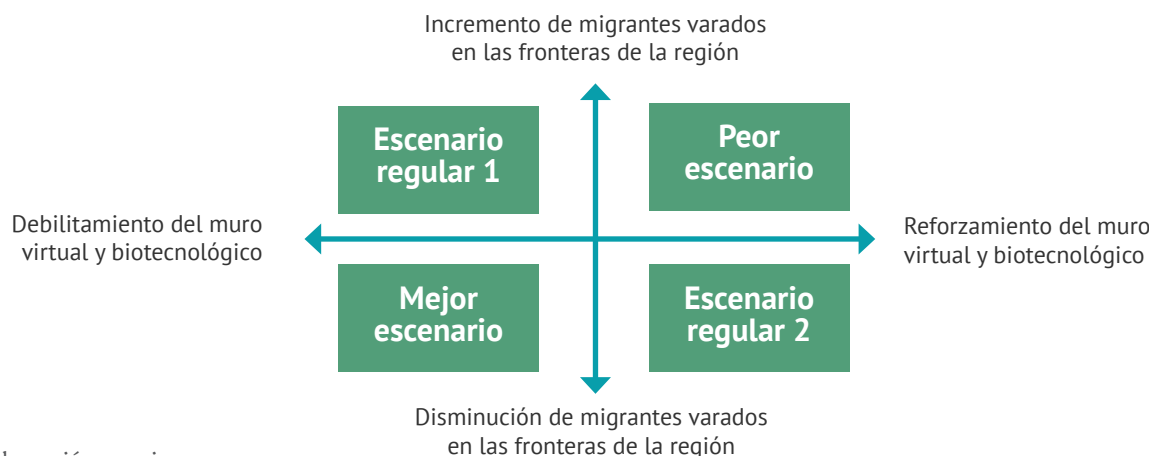 Incremento de migrantes varados
en las fronteras de la región
Escenario
regular 1
Peor
escenario
Debilitamiento del muro
virtual y biotecnológico
Reforzamiento del muro
virtual y biotecnológico
Mejor
escenario
Escenario
regular 2
Disminución de migrantes varados
en las fronteras de la región